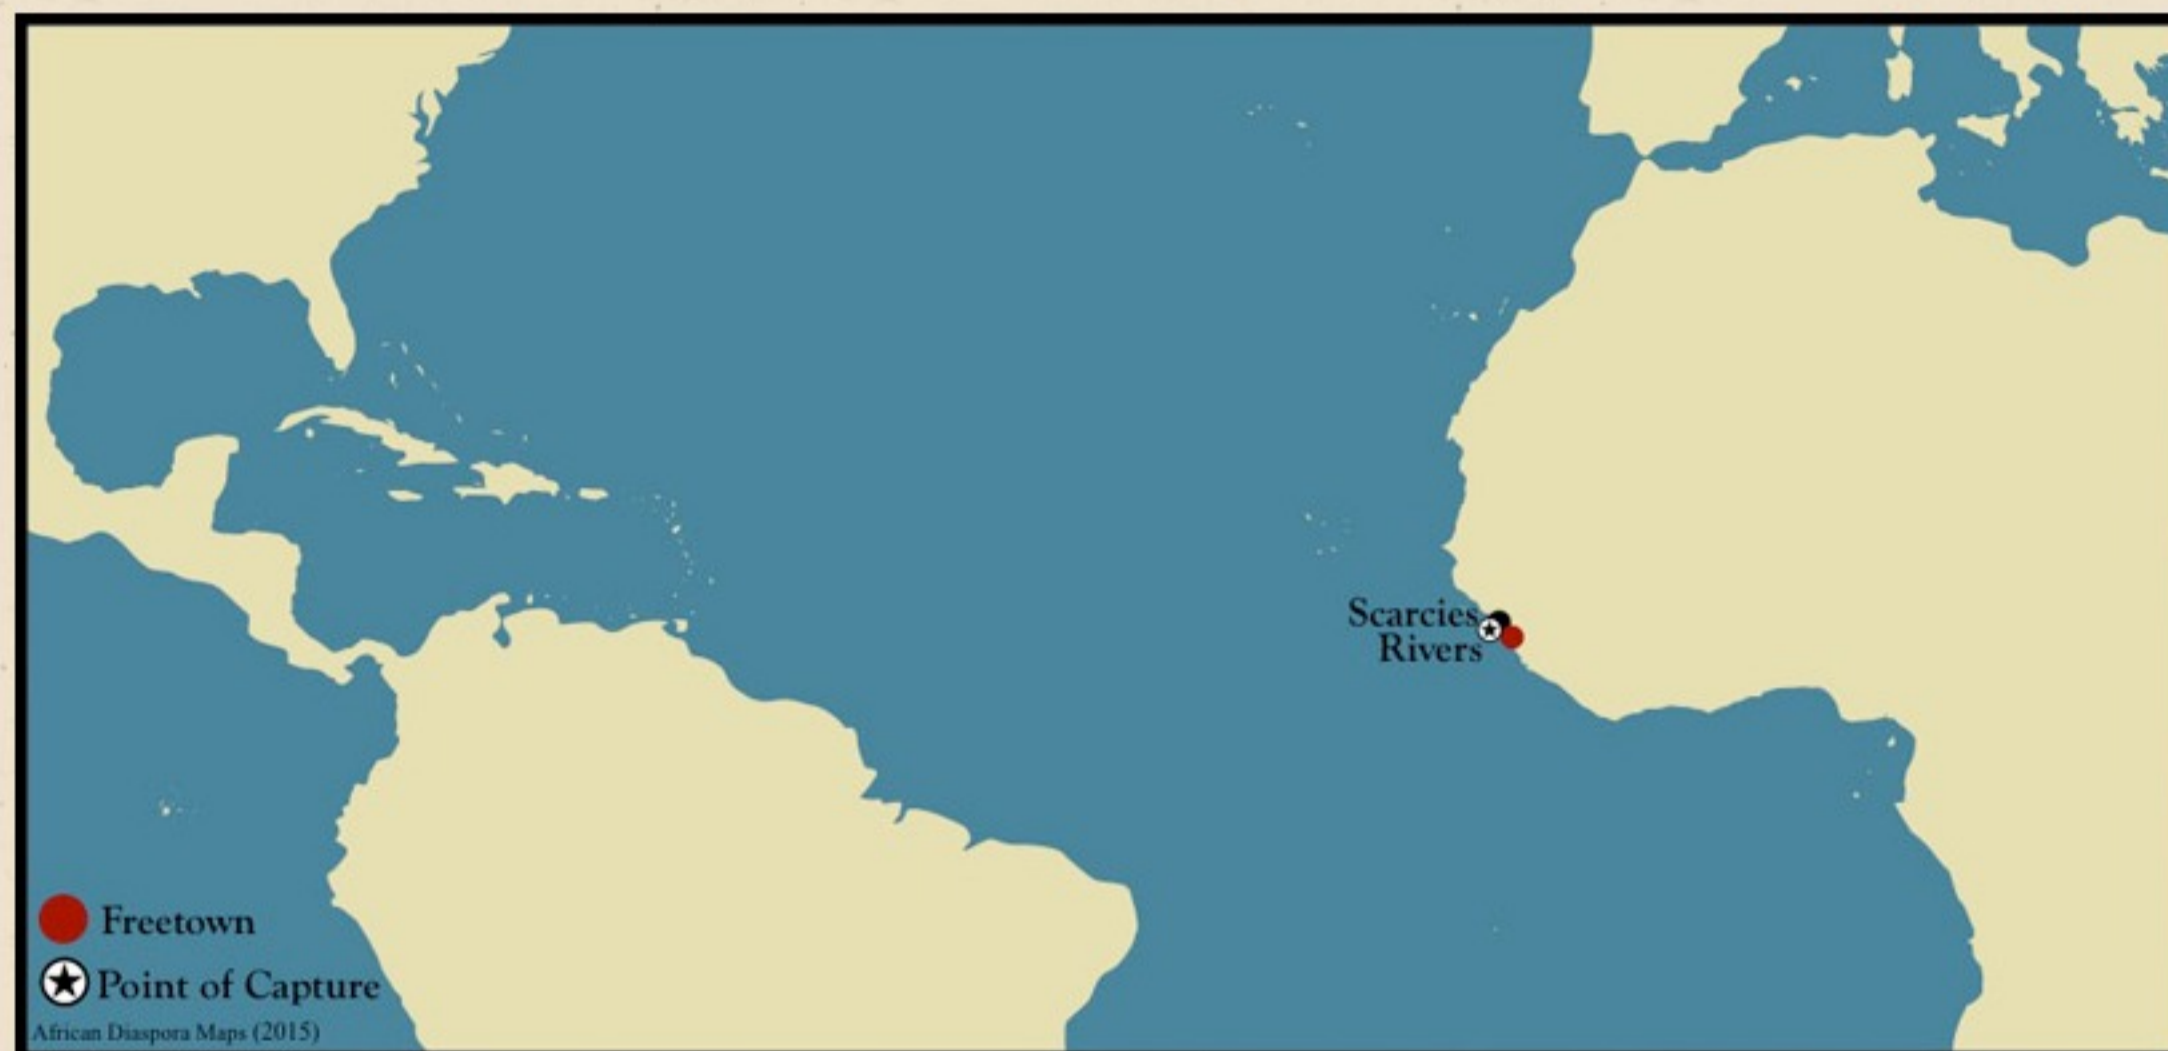 Scarcies
Rivers
Freetown
Point of Capture
African Diaspora Maps (2015)